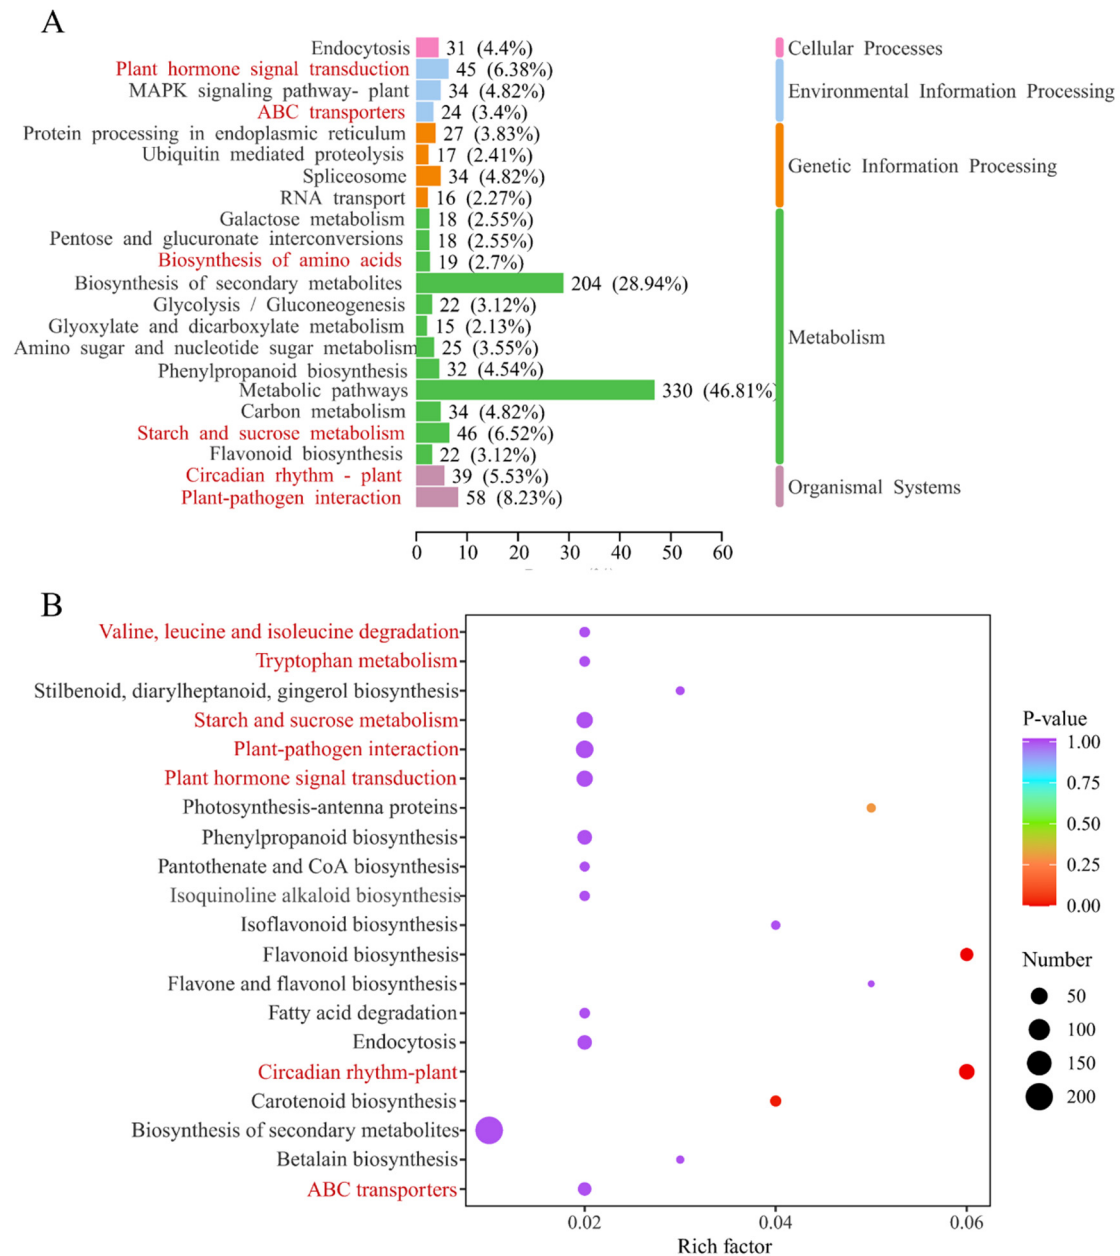 A
Endocytosis 31 (4.4%)
Plant hormone signal transduction 45 (6.38%)
MAPK signaling pathway- plant 34 (4.82%)
ABC transporters 24 (3.4%)
Protein processing in endoplasmic reticulum 27 (3.83%)
Ubiquitin mediated proteolysis 17 (2.41%)
Spliceosome 34 (4.82%)
RNA transport 16 (2.27%)
Galactose metabolism 18 (2.55%)
Pentose and glucuronate interconversions 18 (2.55%)
Biosynthesis of amino acids 19 (2.7%)
Biosynthesis of secondary metabolites 204 (28.94%)
Glycolysis / Gluconeogenesis 22 (3.12%)
Glyoxylate and dicarboxylate metabolism 15 (2.13%)
Amino sugar and nucleotide sugar metabolism 25 (3.55%)
Phenylpropanoid biosynthesis 32 (4.54%)
Metabolic pathways 330 (46.81%)
Carbon metabolism 34 (4.82%)
Starch and sucrose metabolism 46 (6.52%)
Flavonoid biosynthesis 22 (3.12%)
Circadian rhythm - plant 39 (5.53%)
Plant-pathogen interaction 58 (8.23%)
Cellular Processes
Environmental Information Processing
Genetic Information Processing
Metabolism
Organismal Systems
0 10 20 30 40 50 60
B
Valine, leucine and isoleucine degradation
Tryptophan metabolism
Stilbenoid, diarylheptanoid, gingerol biosynthesis
Starch and sucrose metabolism
Plant-pathogen interaction
Plant hormone signal transduction
Photosynthesis-antenna proteins
Phenylpropanoid biosynthesis
Pantothenate and CoA biosynthesis
Isoquinoline alkaloid biosynthesis
Isoflavonoid biosynthesis
Flavonoid biosynthesis
Flavone and flavonol biosynthesis
Fatty acid degradation
Endocytosis
Circadian rhythm-plant
Carotenoid biosynthesis
Biosynthesis of secondary metabolites
Betalain biosynthesis
ABC transporters
0.02 0.04 0.06
Rich factor
P-value
1.00
0.75
0.50
0.25
0.00
Number
50
100
150
200